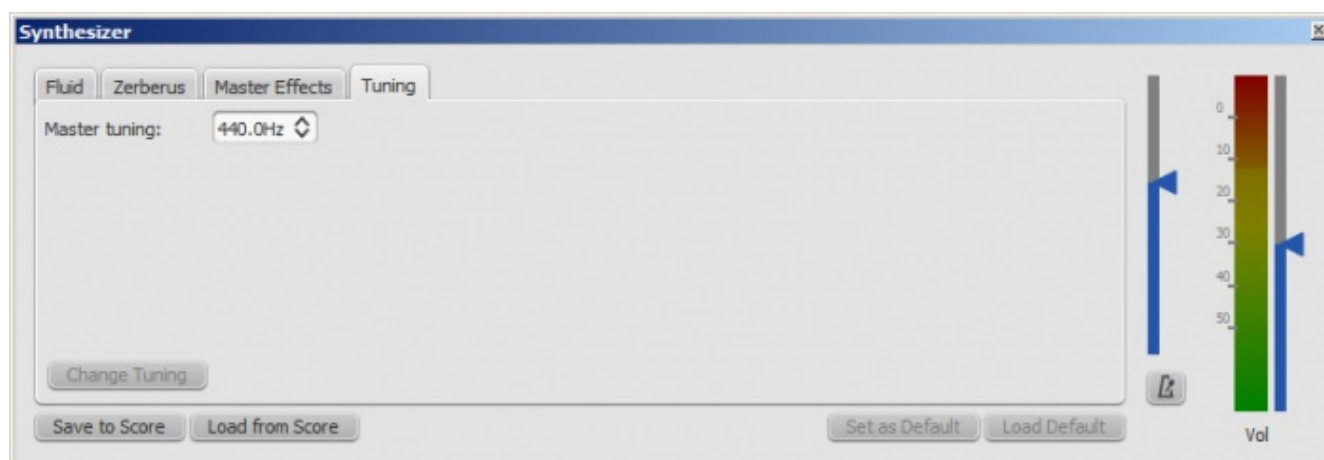 Synthesizer
Fluid Zerberus Master Effects Tuning
Master tuning: 440.0Hz
0
10
20
30
40
50
Change Tuning
Save to Score Load from Score Set as Default Load Default
Vol